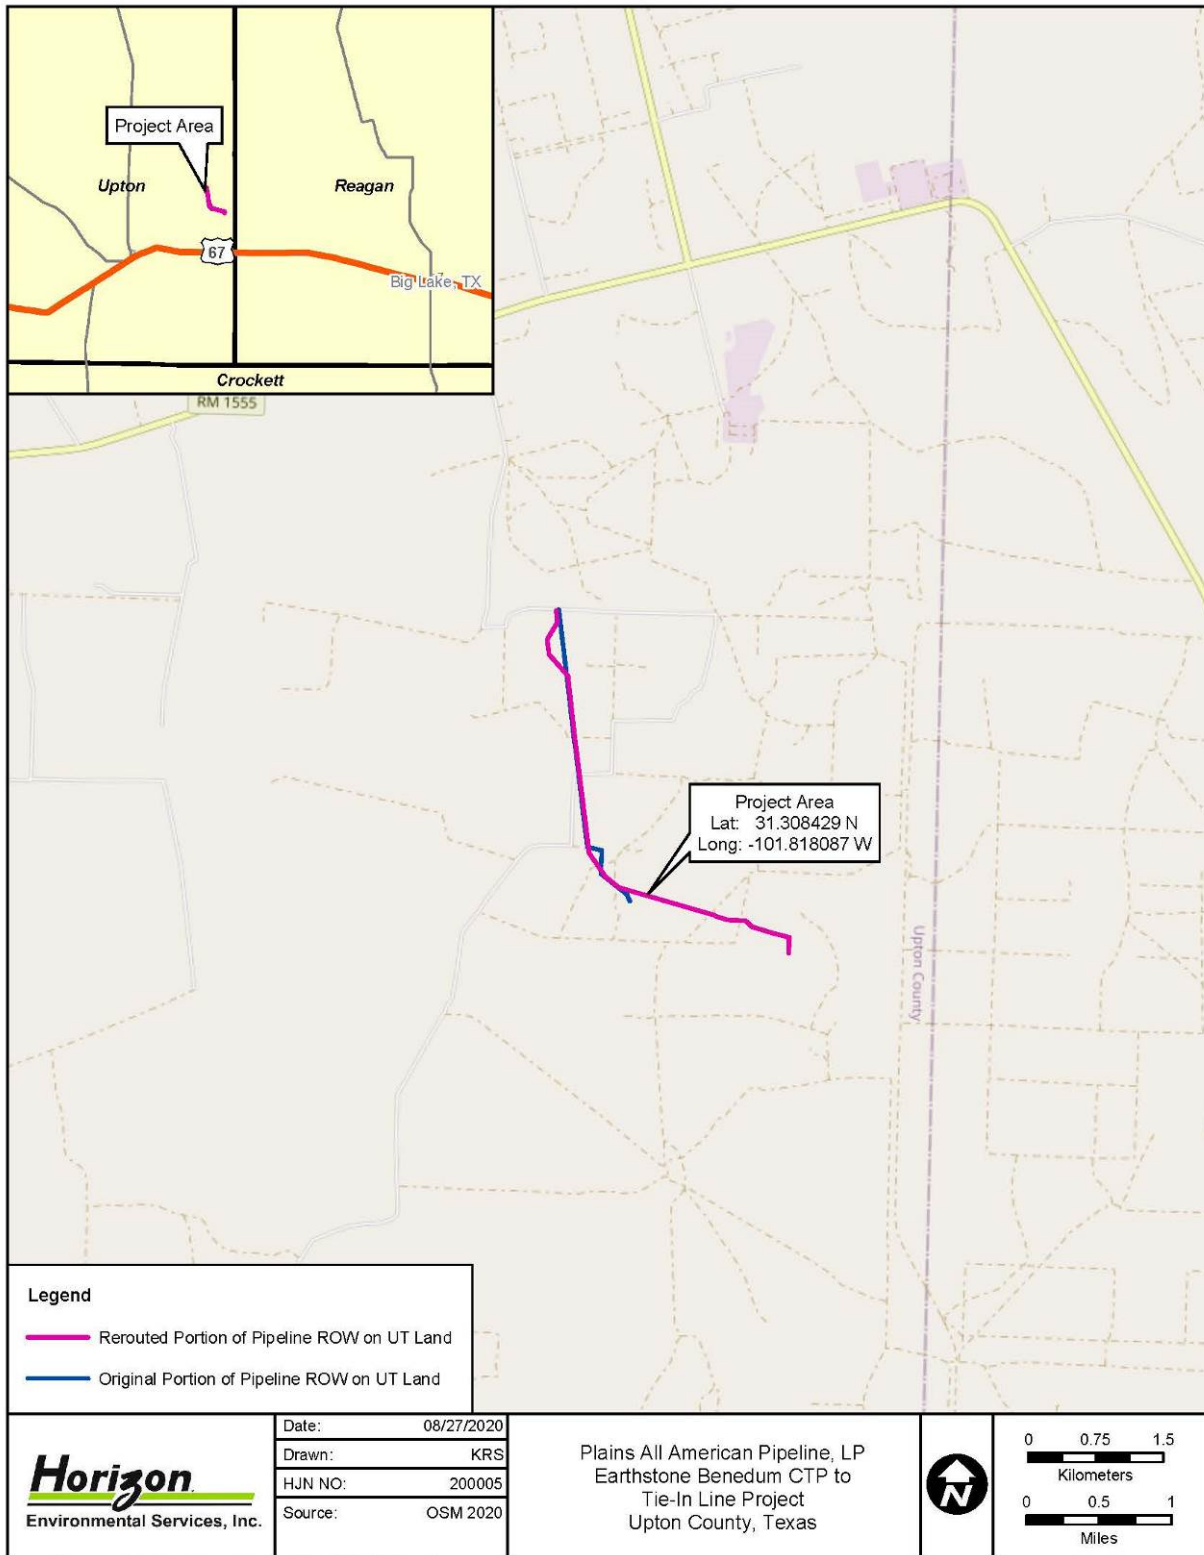 Project Area
Upton
Reagan
67
Big Lake, TX
Crockett
RM 1555
Project Area
Lat: 31.308429 N
Long: -101.818087 W
Upton County
Legend
Rerouted Portion of Pipeline ROW on UT Land
Original Portion of Pipeline ROW on UT Land
Horizon
Environmental Services, Inc.
Date: 08/27/2020
Drawn: KRS
HJN NO: 200005
Source: OSM 2020
Plains All American Pipeline, LP
Earthstone Benedum CTP to
Tie-In Line Project
Upton County, Texas
N
0 0.75 1.5
Kilometers
0 0.5 1
Miles